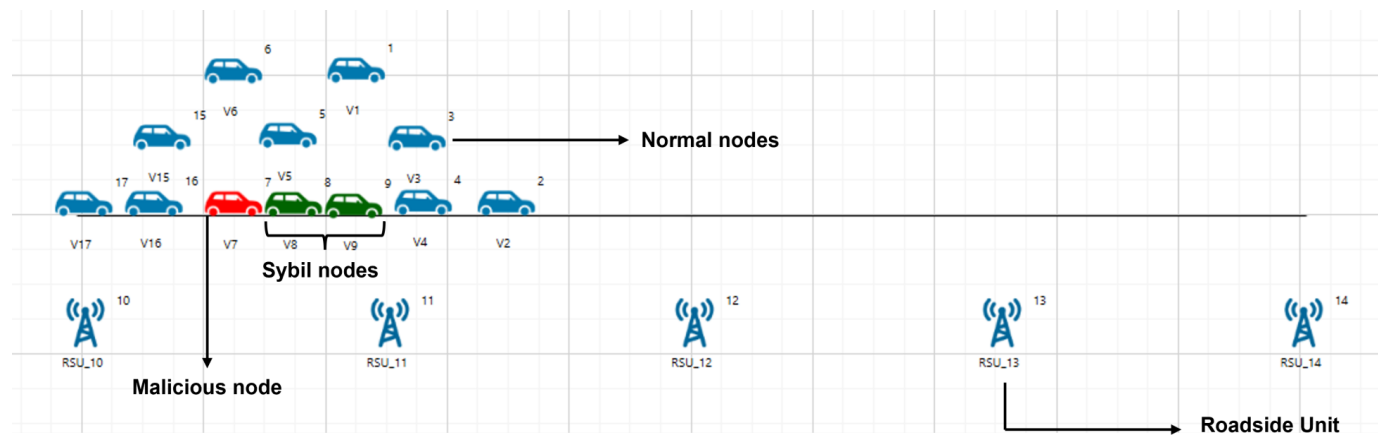 6
1
V6
V1
15
5
3
Normal nodes
V15
V5
V3
17
16
7
8
9
4
2
V17
V16
V7
V8
V9
V4
V2
Sybil nodes
10
11
12
13
14
RSU_10
RSU_11
RSU_12
RSU_13
RSU_14
Malicious node
Roadside Unit